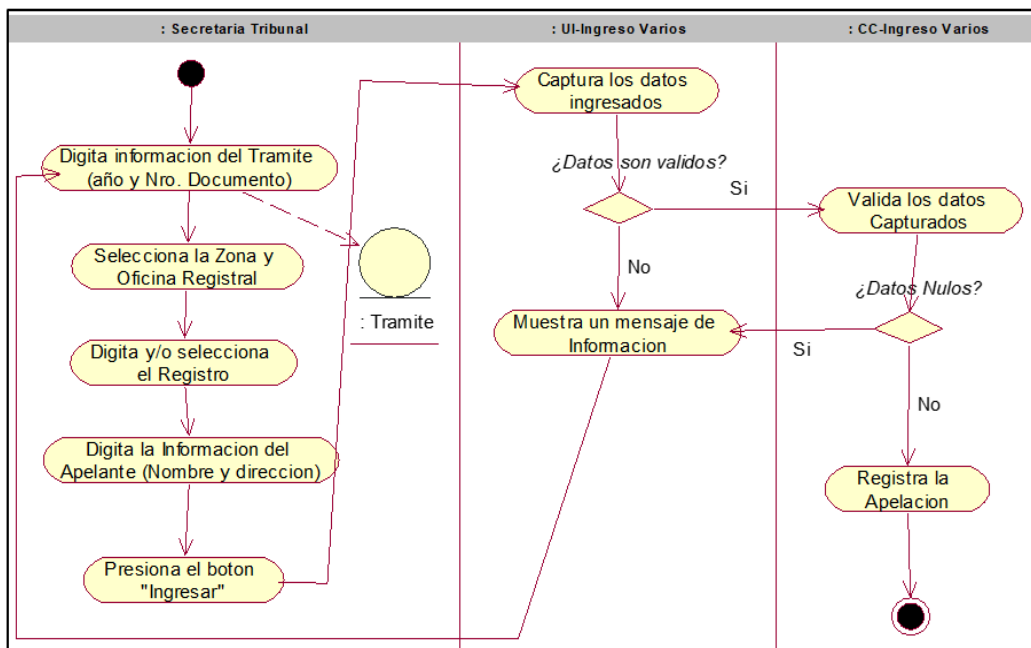 : Secretaria Tribunal
: UI-Ingreso Varios
: CC-Ingreso Varios
Digita informacion del Tramite
(año y Nro. Documento)
Selecciona la Zona y
Oficina Registral
: Tramite
Digita y/o selecciona
el Registro
Digita la Informacion del
Apelante (Nombre y direccion)
Presiona el boton
"Ingresar"
Captura los datos
ingresados
¿Datos son validos?
Si
No
Muestra un mensaje de
Informacion
Valida los datos
Capturados
¿Datos Nulos?
Si
No
Registra la
Apelacion